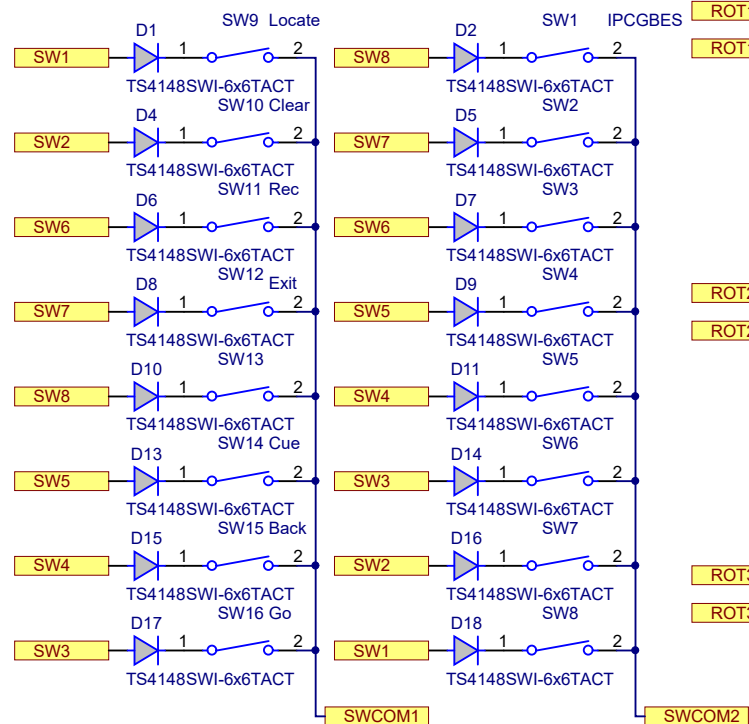 SW9 Locate SW1 IPCGBES ROT1
D1 D2
SW1 1 2 SW8 1 2 ROT1
TS4148SWI-6x6TACT TS4148SWI-6x6TACT
SW10 Clear SW2
D4 D5
SW2 1 2 SW7 1 2
TS4148SWI-6x6TACT TS4148SWI-6x6TACT
SW11 Rec SW3
D6 D7
SW6 1 2 SW6 1 2
TS4148SWI-6x6TACT TS4148SWI-6x6TACT
SW12 Exit SW4
D8 D9 ROT2
SW7 1 2 SW5 1 2 ROT2
TS4148SWI-6x6TACT TS4148SWI-6x6TACT
SW13 SW5
D10 D11
SW8 1 2 SW4 1 2
TS4148SWI-6x6TACT TS4148SWI-6x6TACT
SW14 Cue SW6
D13 D14
SW5 1 2 SW3 1 2
TS4148SWI-6x6TACT TS4148SWI-6x6TACT
SW15 Back SW7
D15 D16
SW4 1 2 SW2 1 2 ROT3
TS4148SWI-6x6TACT TS4148SWI-6x6TACT
SW16 Go SW8 ROT3
D17 D18
SW3 1 2 SW1 1 2
TS4148SWI-6x6TACT TS4148SWI-6x6TACT
SWCOM1 SWCOM2